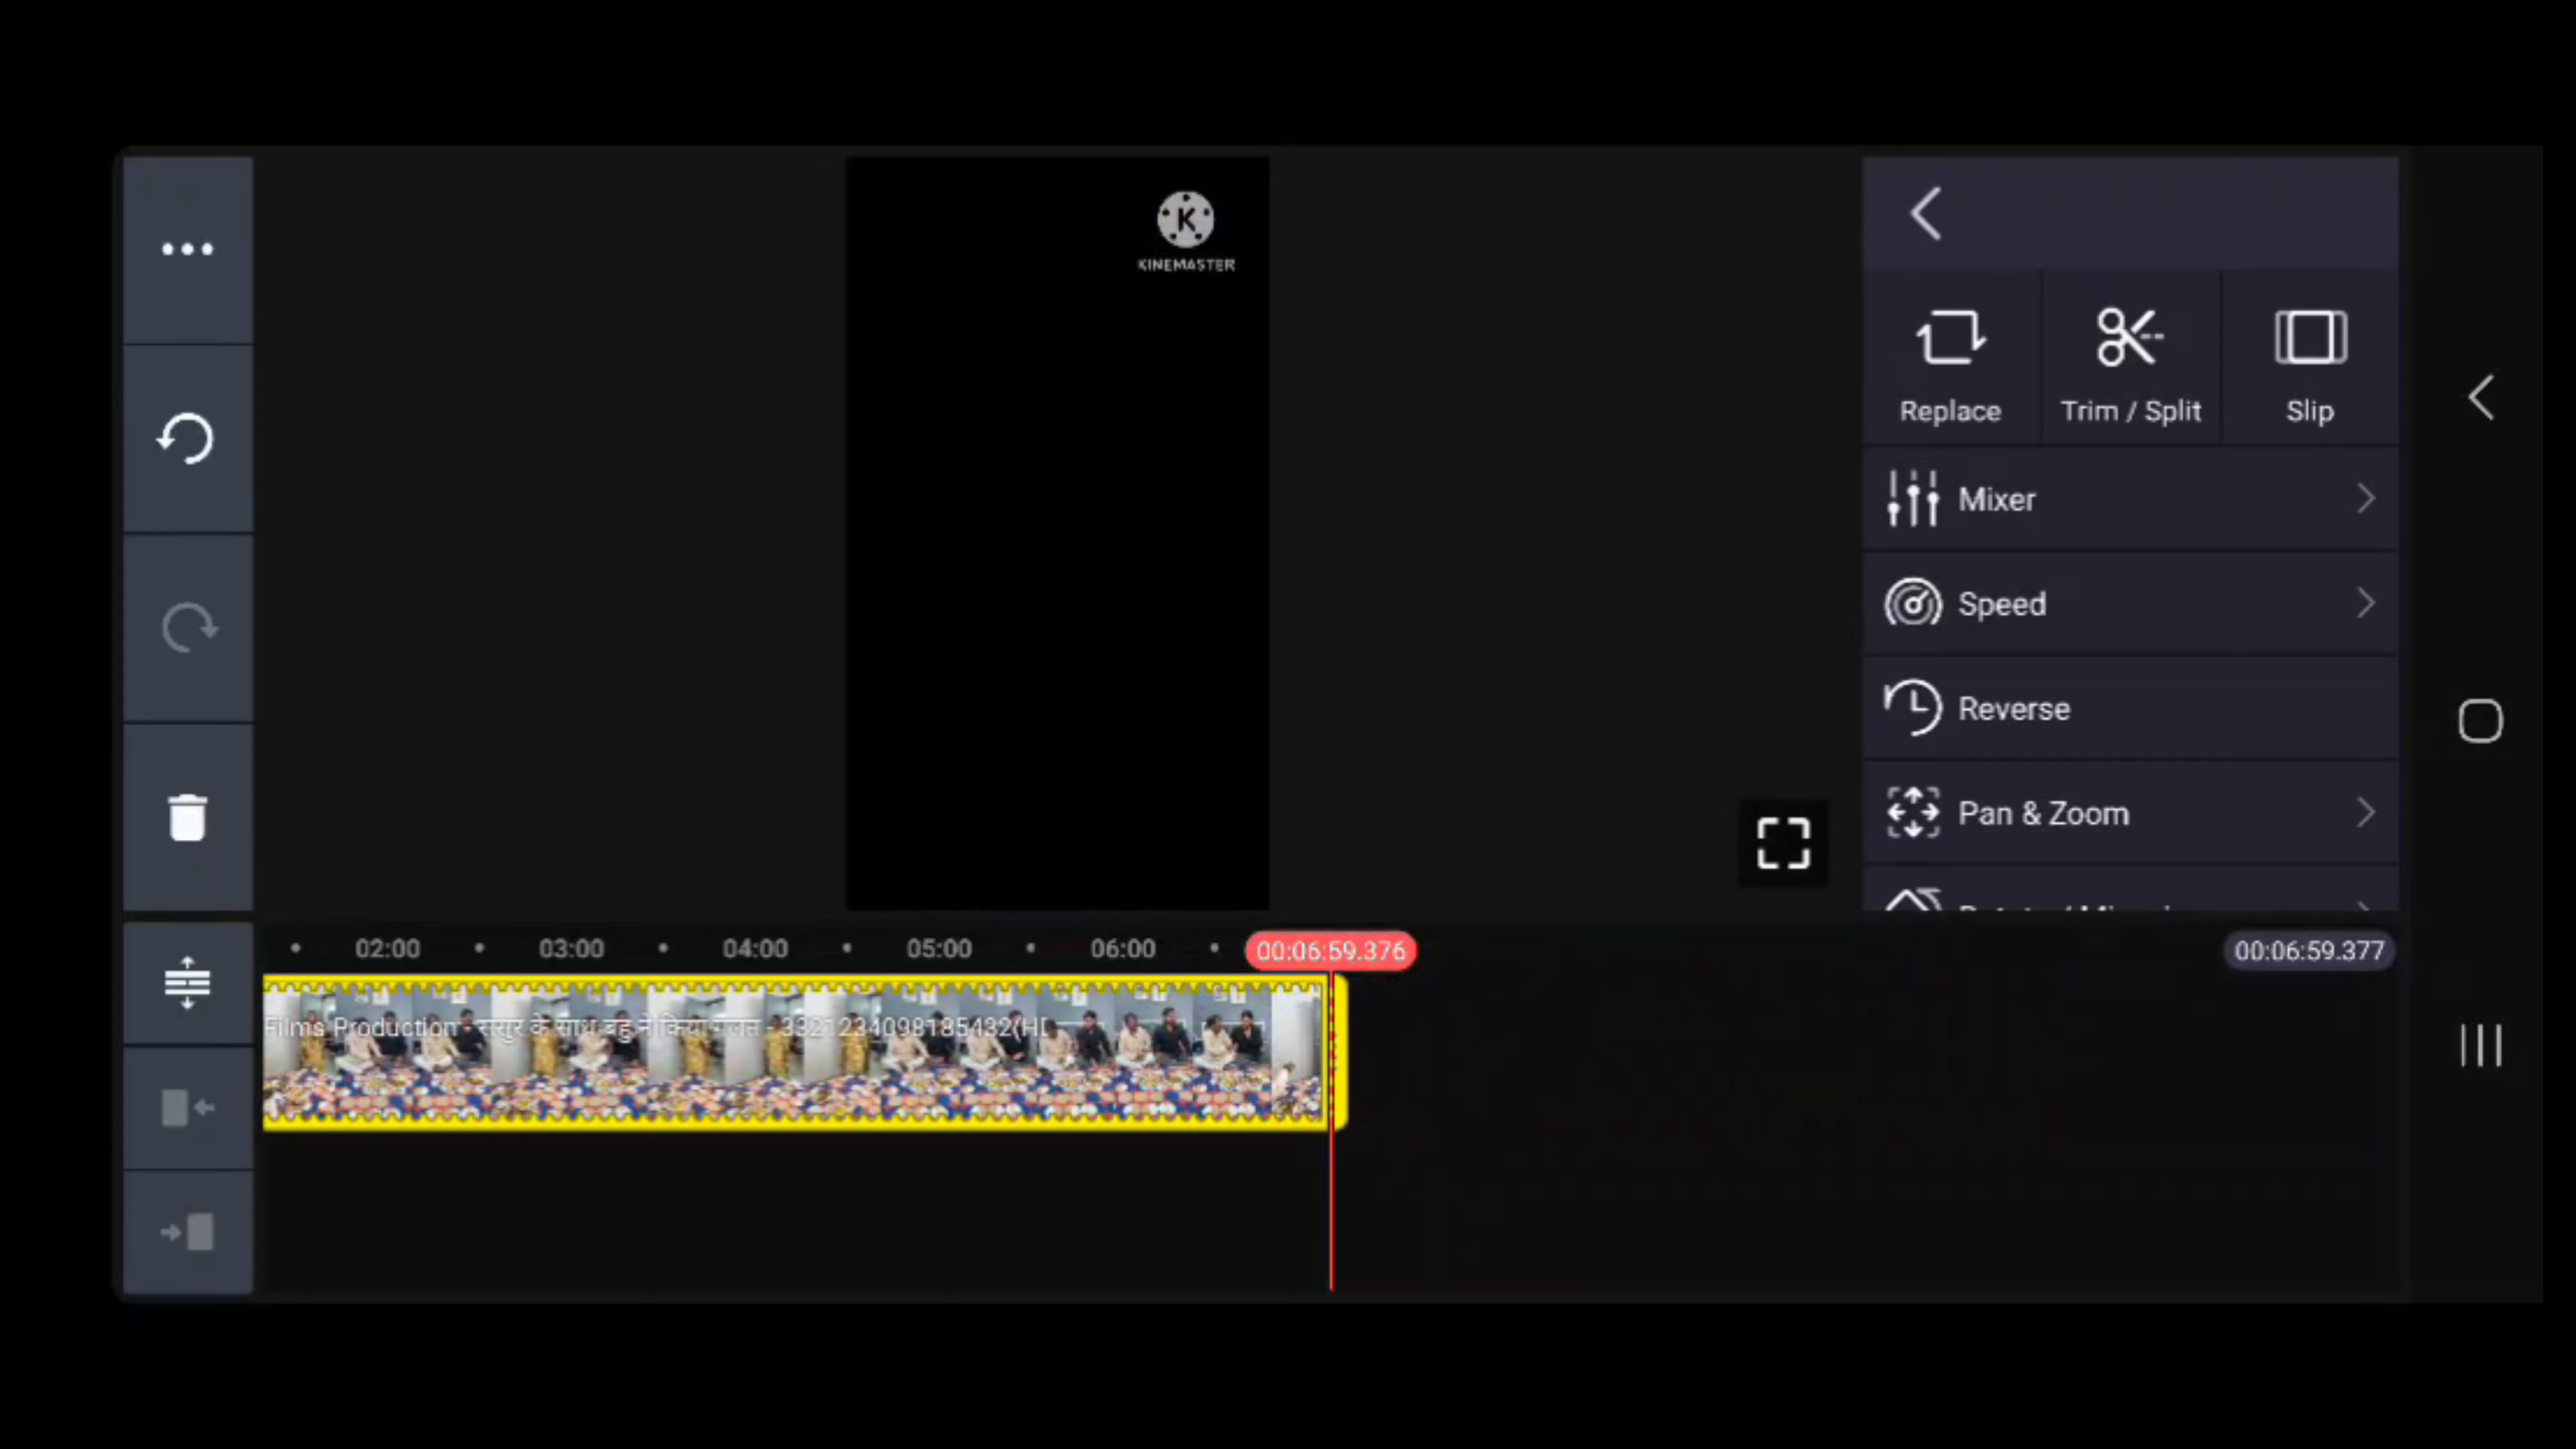 KINEMASTER
Replace
Trim / Split
Slip
Mixer
Speed
Reverse
Pan & Zoom
02:00
03:00
04:00
05:00
06:00
00:06:59.376
00:06:59.377
Films Production - ससुर के साथ बहु ने किया गलत - 3321234098185432(HD